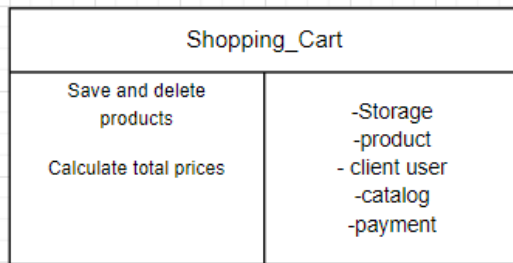 Shopping_Cart
Save and delete
products
Calculate total prices
-Storage
-product
- client user
-catalog
-payment